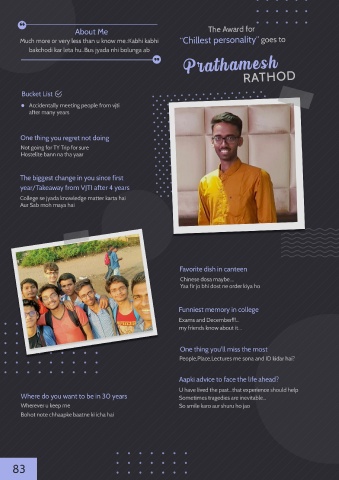 About Me
Much more or very less than u know me :Kabhi kabhi
bakchodi kar leta hu. Bus jyada nhi bolunga ab
The Award for
"Chillest personality" goes to
Prathamesh
RATHOD
Bucket List
Accidentally meeting people from vjti
after many years
One thing you regret not doing
Not going for TY Trip for sure
Hostelite bann na tha yaar
The biggest change in you since first
year/Takeaway from VJTI after 4 years
College se jyada knowledge matter karta hai
Aur Sab moh maya hai
Favorite dish in canteen
Chinese dosa maybe...
Yaa fir jo bhi dost ne order kiya ho
Funniest memory in college
Exams and Decemberff!..
my friends know about it...
One thing you'll miss the most
People,Place,Lectures me sona and ID kidar hai?
Aapki advice to face the life ahead?
U have lived the past...that experience should help
Sometimes tragedies are inevitable...
So smile karo aur shuru ho jao
Where do you want to be in 30 years
Wherever u keep me
Bohot note chhaapke baatne ki icha hai
83